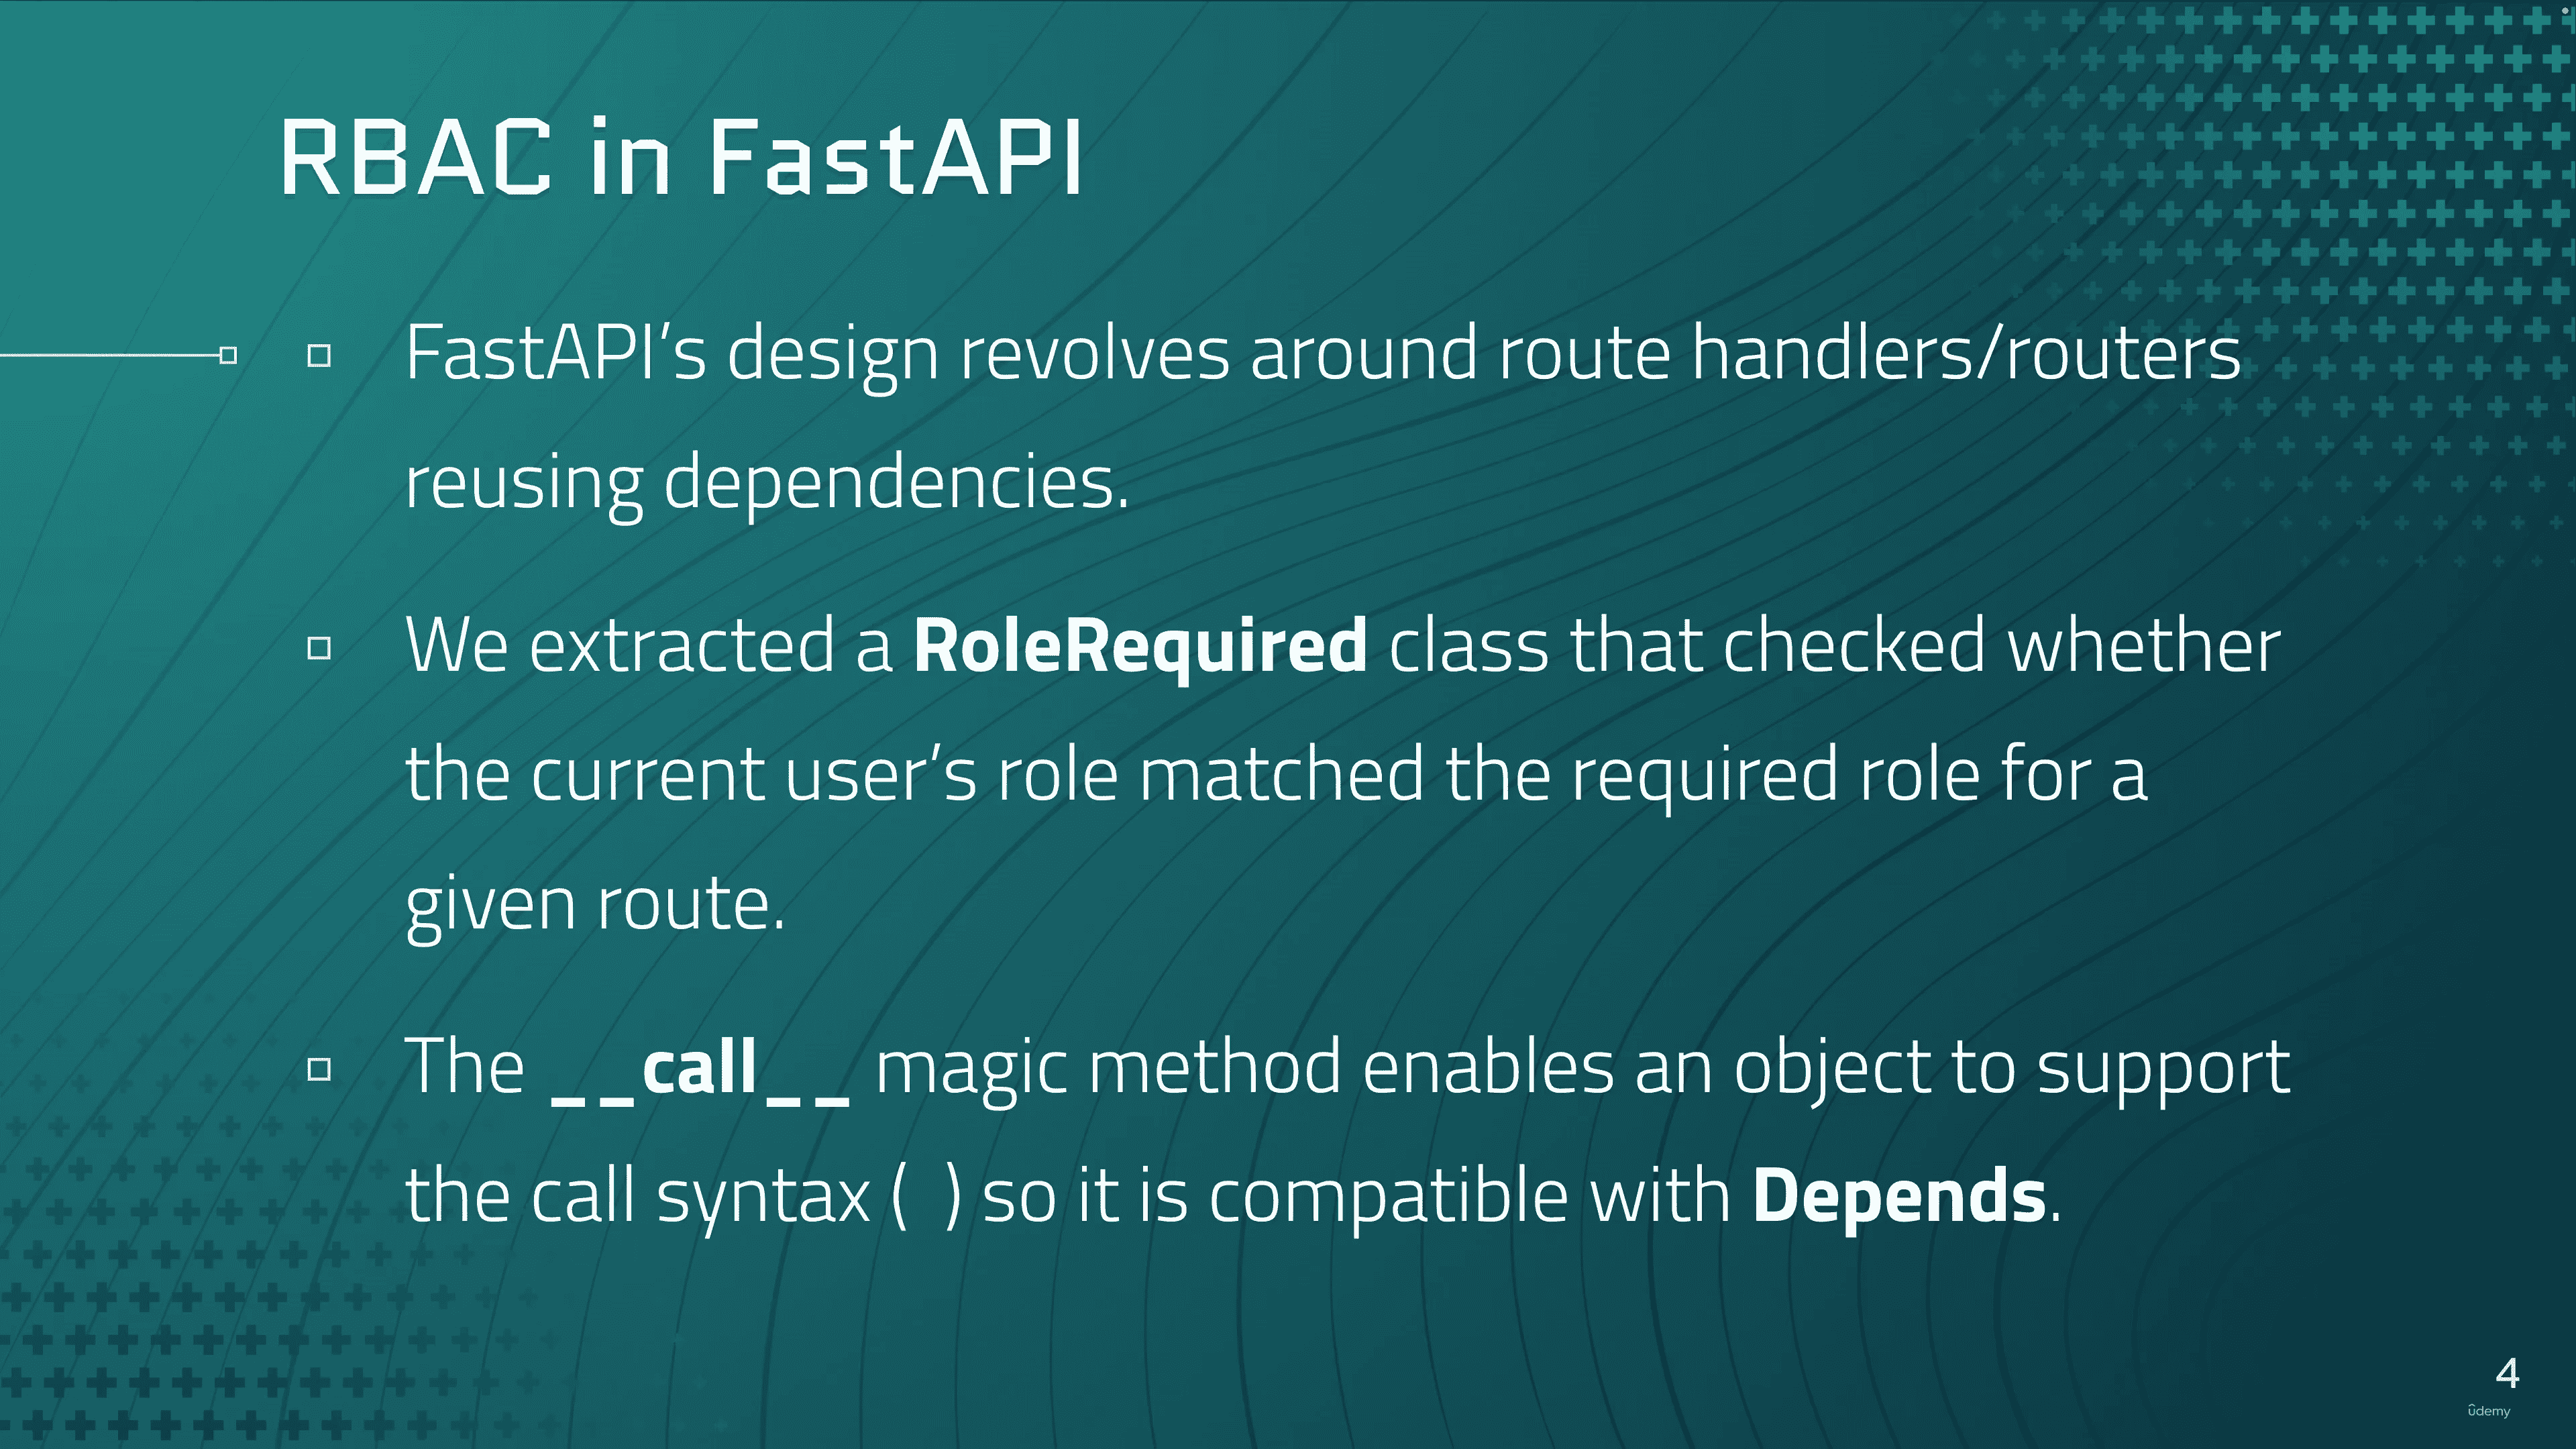 RBAC in FastAPI
FastAPI’s design revolves around route handlers/routers
reusing dependencies.
We extracted a RoleRequired class that checked whether
the current user’s role matched the required role for a
given route.
The __call__ magic method enables an object to support
the call syntax ( ) so it is compatible with Depends.
4
ûdemy